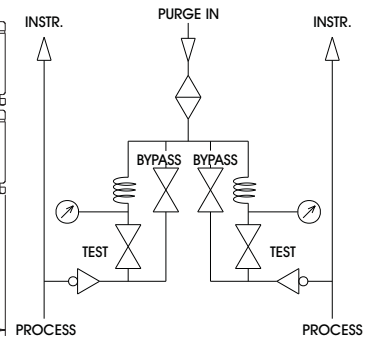 PURGE IN
INSTR.
INSTR.
BYPASS
BYPASS
TEST
TEST
PROCESS
PROCESS